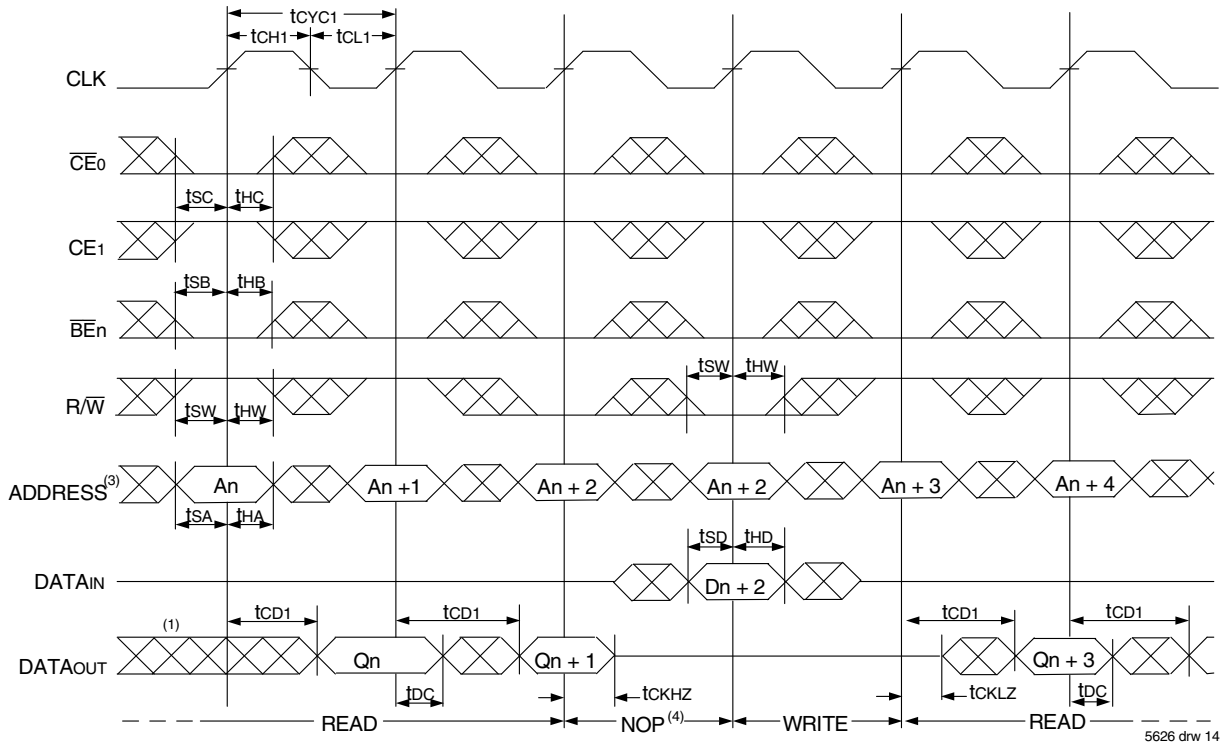 tCYC1
tCH1 tCL1
CLK
CE0
tSC tHC
CE1
tSB tHB
BEn
tSW tHW
R/W
tSW tHW
ADDRESS(3) An An +1 An + 2 An + 2 An + 3 An + 4
tSA tHA
tSD tHD
DATAIN Dn + 2
(1) tCD1 tCD1 tCD1 tCD1
DATAOUT Qn Qn + 1 Qn + 3
tDC tCKHZ tCKLZ tDC
READ NOP(4) WRITE READ
5626 drw 14